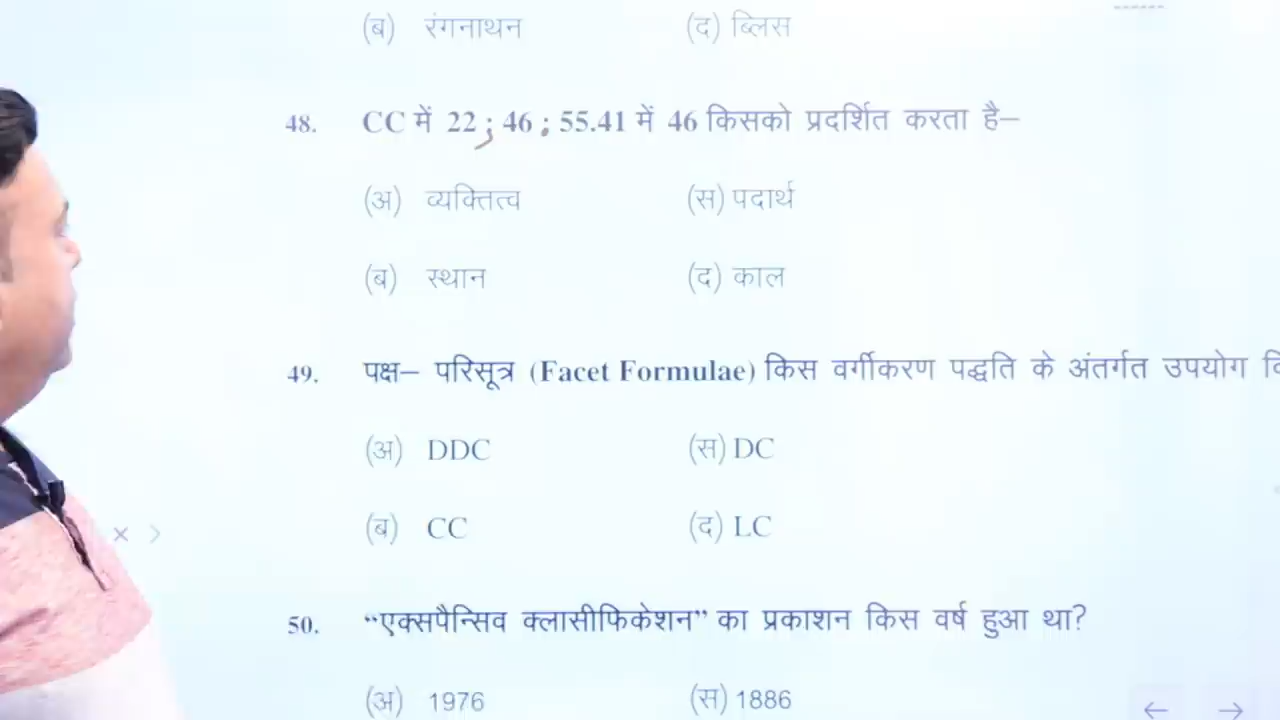 (ब) रंगनाथन (द) ब्लिस
48. CC में 22 ; 46 : 55.41 में 46 किसको प्रदर्शित करता है–
(अ) व्यक्तित्व (स) पदार्थ
(ब) स्थान (द) काल
49. पक्ष– परिसूत्र (Facet Formulae) किस वर्गीकरण पद्धति के अंतर्गत उपयोग
(अ) DDC (स) DC
(ब) CC (द) LC
50. “एक्सपैन्सिव क्लासीफिकेशन” का प्रकाशन किस वर्ष हुआ था?
(अ) 1976 (स) 1886